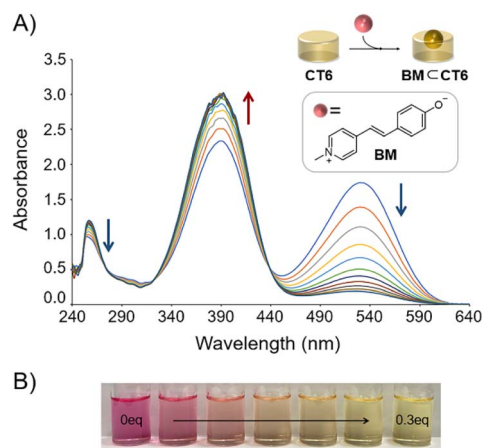 A)
CT6
BM ⊂ CT6
=
O⁻
N
+
BM
Absorbance
3.5
3.0
2.5
2.0
1.5
1.0
0.5
0.0
240 290 340 390 440 490 540 590 640
Wavelength (nm)
B)
0eq 0.3eq